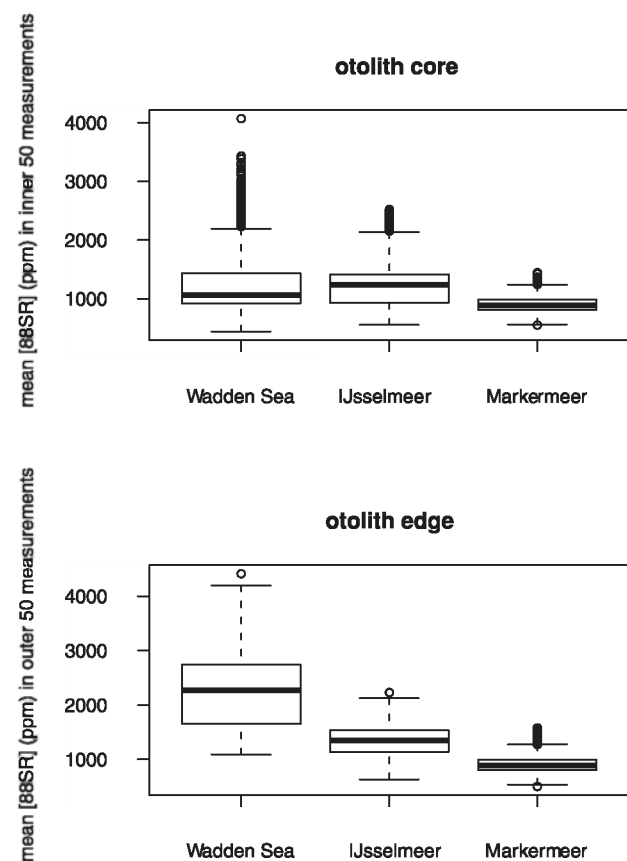 otolith core
mean [88SR] (ppm) in inner 50 measurements
4000
3000
2000
1000
Wadden Sea IJsselmeer Markermeer
otolith edge
mean [88SR] (ppm) in outer 50 measurements
4000
3000
2000
1000
Wadden Sea IJsselmeer Markermeer